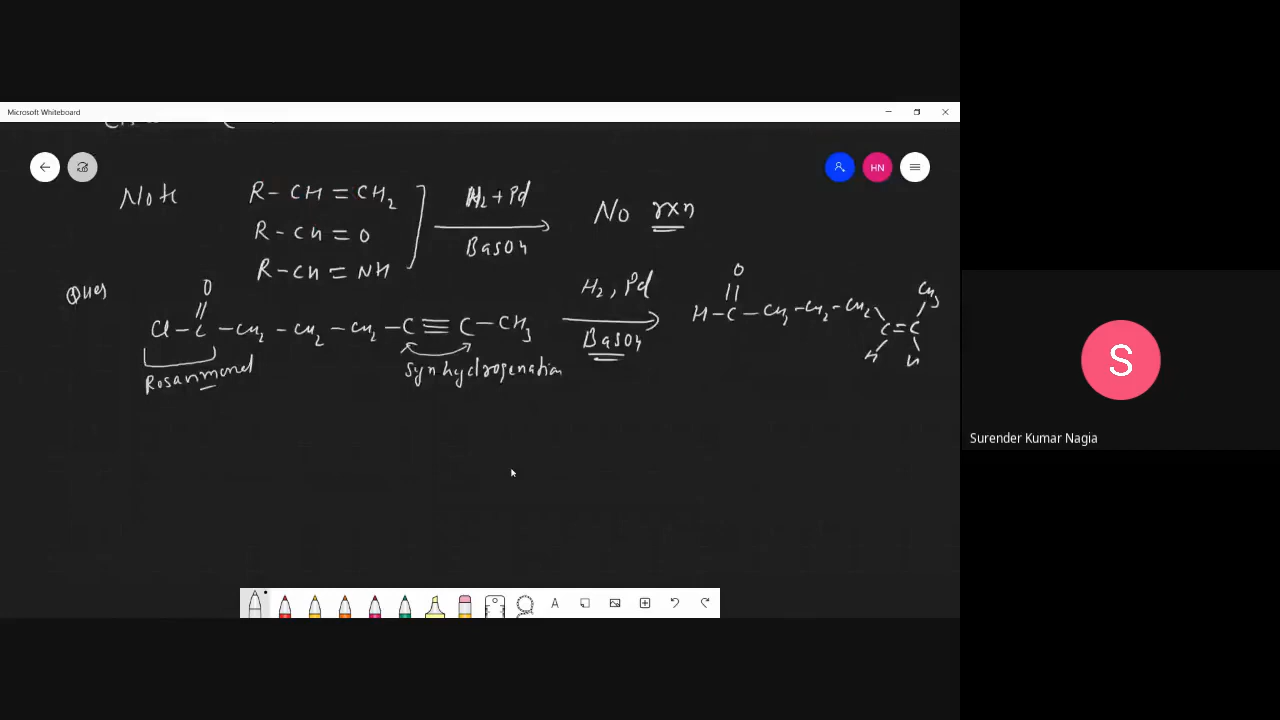 Microsoft Whiteboard
HN
Note R-CH=CH₂ H₂+Pd No rxn
R-CH=O BaSO₄
R-CH=NH
Ques Cl-C-CH₂-CH₂-CH₂-C≡C-CH₃ H₂, Pd H-C-CH₂-CH₂-CH₂ C=C CH₃
O BaSO₄ O H H
Rosanmond Syn hydrogenation
S
Surender Kumar Nagia
A